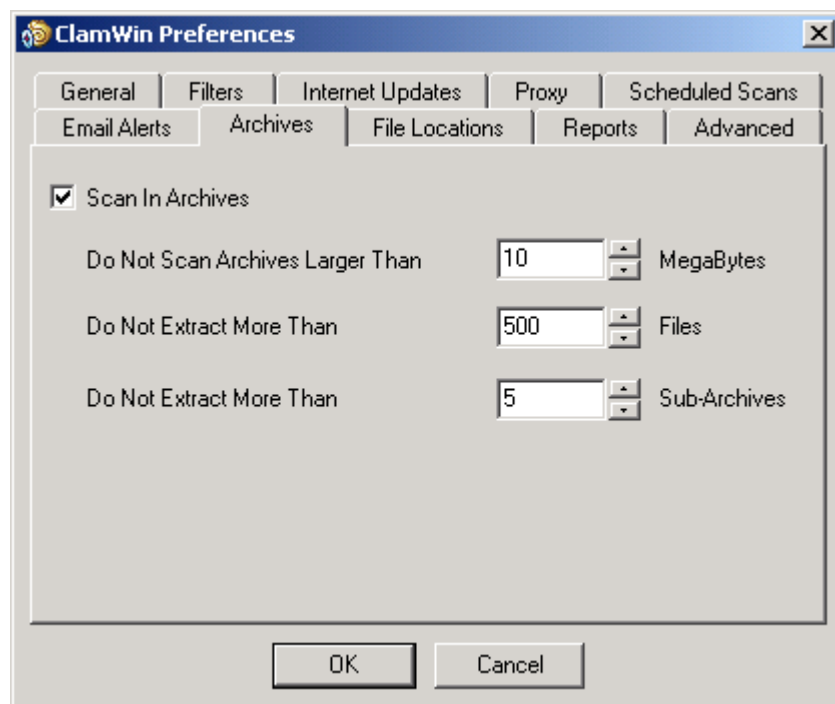 ClamWin Preferences
General Filters Internet Updates Proxy Scheduled Scans
Email Alerts Archives File Locations Reports Advanced
Scan In Archives
Do Not Scan Archives Larger Than 10 MegaBytes
Do Not Extract More Than 500 Files
Do Not Extract More Than 5 Sub-Archives
OK Cancel